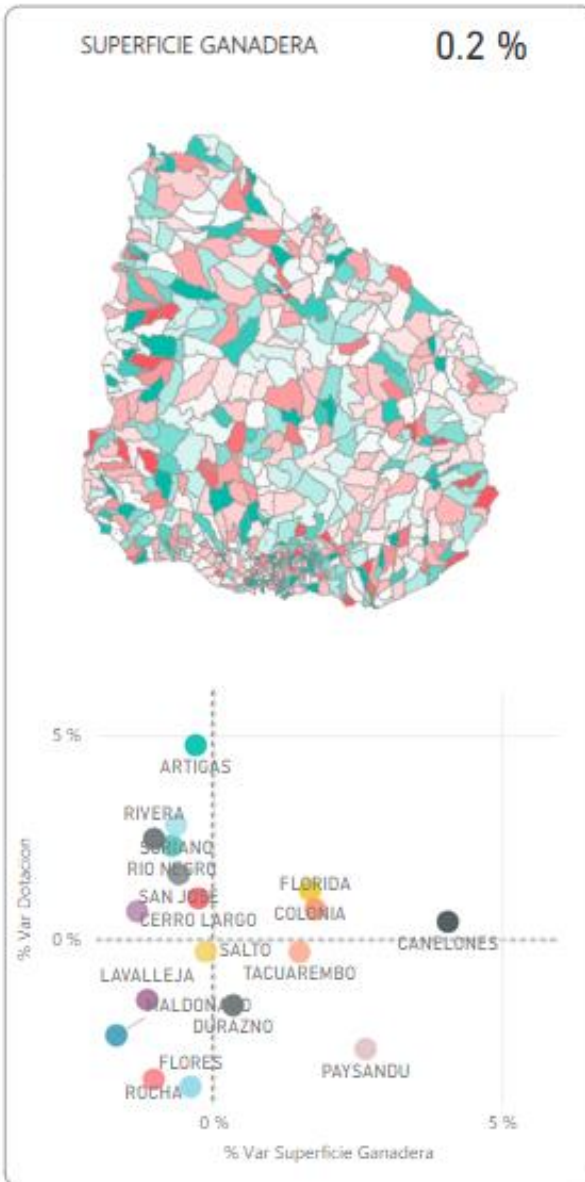 SUPERFICIE GANADERA 0.2 %
5 %
ARTIGAS
RIVERA
SORIANO
RIO NEGRO
FLORIDA
SAN JOSE
COLONIA
CERRO LARGO
CANELONES
0 %
SALTO
TACUAREMBO
LAVALLEJA
MALDONADO
DURAZNO
FLORES
PAYSANDU
ROCHA
% Var Dotacion
0 %
5 %
% Var Superficie Ganadera